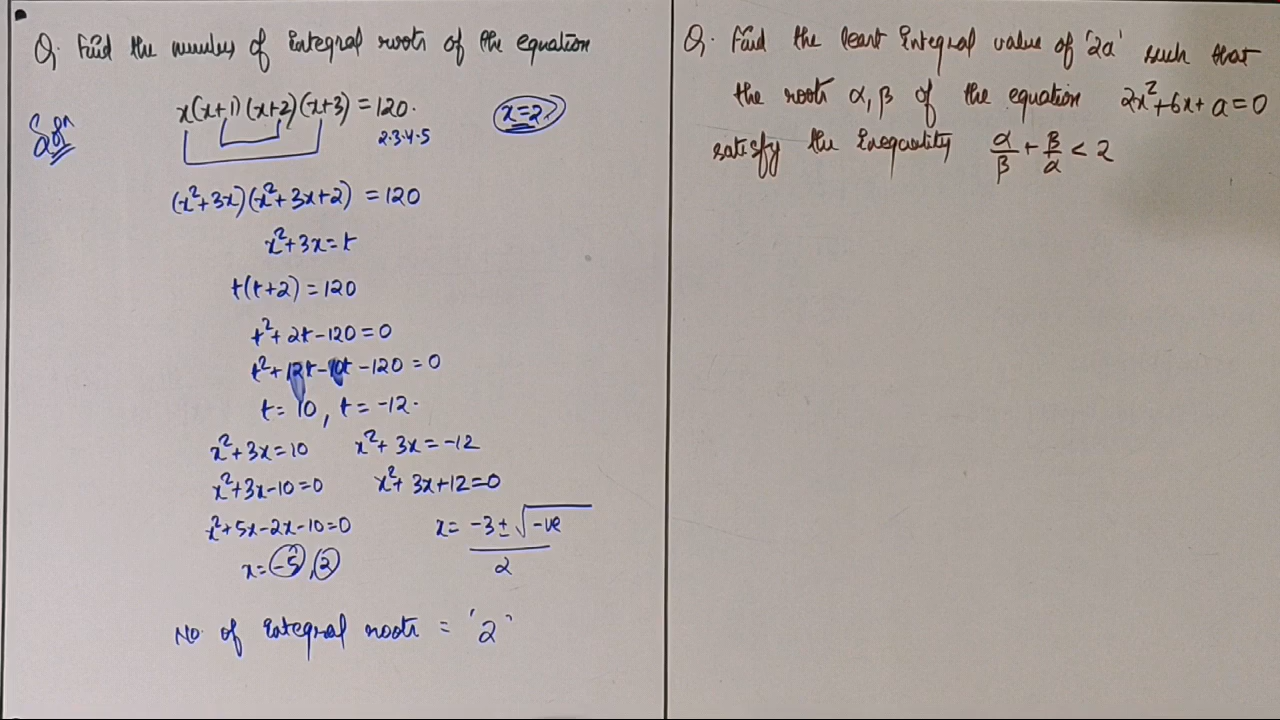 Q. Find the number of integral roots of the equation
x(x+1)(x+2)(x+3) = 120.
x=2
2·3·4·5
Solⁿ
(x²+3x)(x²+3x+2) = 120
x²+3x = t
t(t+2) = 120
t²+2t-120=0
t²+12t-10t-120=0
t=10, t=-12.
x²+3x=10 x²+3x=-12
x²+3x-10=0 x²+3x+12=0
x²+5x-2x-10=0 x= (-3±√-ve)/2
x=-5,2
No. of integral roots = '2'
Q. Find the least integral value of '2a' such that
the roots α, β of the equation 2x²+6x+a=0
satisfy the inequality α/β + β/α < 2